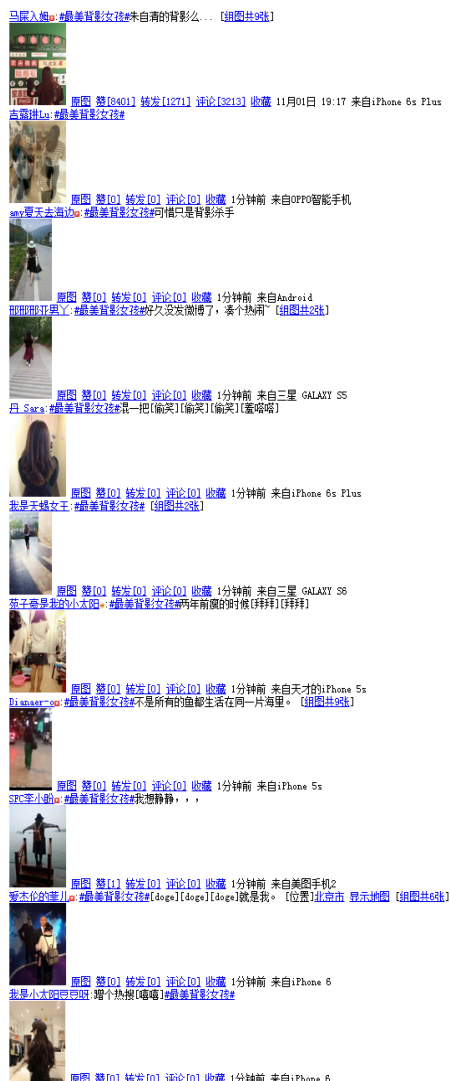 马屎入姆:#最美背影女孩#朱自清的背影么... [组图共9张]
原图 赞[8401] 转发[1271] 评论[3213] 收藏 11月01日 19:17 来自iPhone 6s Plus
吉露琳Lu:#最美背影女孩#
原图 赞[0] 转发[0] 评论[0] 收藏 1分钟前 来自OPPO智能手机
amy夏天去海边:#最美背影女孩#可惜只是背影杀手
原图 赞[0] 转发[0] 评论[0] 收藏 1分钟前 来自Android
:#最美背影女孩#好久没发微博了，凑个热闹~ [组图共2张]
原图 赞[0] 转发[0] 评论[0] 收藏 1分钟前 来自三星 GALAXY S5
丹 Sara:#最美背影女孩#混一把[偷笑][偷笑][偷笑][羞嗒嗒]
原图 赞[0] 转发[0] 评论[0] 收藏 1分钟前 来自iPhone 6s Plus
我是天蝎女王:#最美背影女孩# [组图共2张]
原图 赞[0] 转发[0] 评论[0] 收藏 1分钟前 来自三星 GALAXY S6
苑子豪是我的小太阳:#最美背影女孩#两年前瘦的时候[拜拜][拜拜]
原图 赞[0] 转发[0] 评论[0] 收藏 1分钟前 来自天才的iPhone 5s
Dianaer-o:#最美背影女孩#不是所有的鱼都生活在同一片海里。 [组图共9张]
原图 赞[0] 转发[0] 评论[0] 收藏 1分钟前 来自iPhone 5s
SFC李小盼:#最美背影女孩#我想静静，，，
原图 赞[1] 转发[0] 评论[0] 收藏 1分钟前 来自美图手机2
爱杰伦的菲儿:#最美背影女孩#[doge][doge][doge]就是我。 [位置]北京市 显示地图 [组图共6张]
原图 赞[0] 转发[0] 评论[0] 收藏 1分钟前 来自iPhone 6
我是小太阳豆豆呀:蹭个热搜[嘻嘻]#最美背影女孩#
原图 赞[0] 转发[0] 评论[0] 收藏 1分钟前 来自iPhone 6